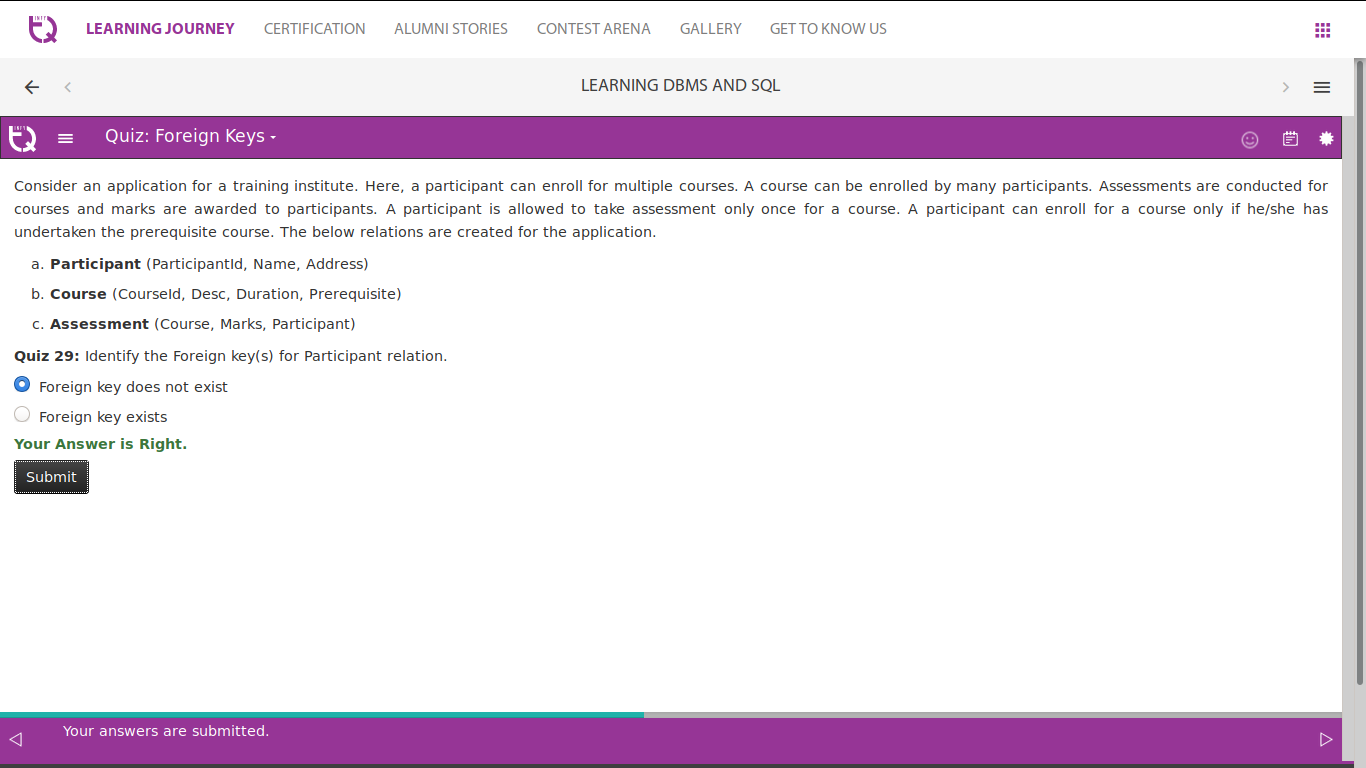 INFY
TQ
LEARNING JOURNEY CERTIFICATION ALUMNI STORIES CONTEST ARENA GALLERY GET TO KNOW US
LEARNING DBMS AND SQL
INFY
TQ
Quiz: Foreign Keys
Consider an application for a training institute. Here, a participant can enroll for multiple courses. A course can be enrolled by many participants. Assessments are conducted for
courses and marks are awarded to participants. A participant is allowed to take assessment only once for a course. A participant can enroll for a course only if he/she has
undertaken the prerequisite course. The below relations are created for the application.
a. Participant (ParticipantId, Name, Address)
b. Course (CourseId, Desc, Duration, Prerequisite)
c. Assessment (Course, Marks, Participant)
Quiz 29: Identify the Foreign key(s) for Participant relation.
Foreign key does not exist
Foreign key exists
Your Answer is Right.
Submit
Your answers are submitted.